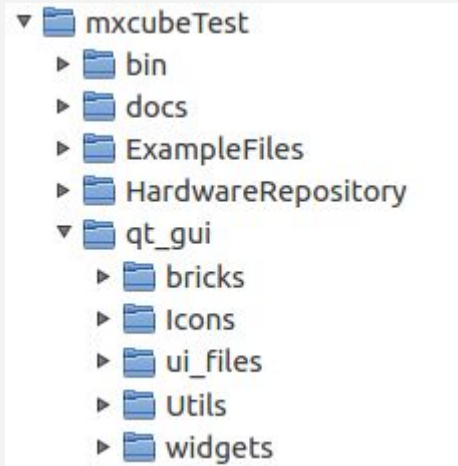 mxcubeTest
bin
docs
ExampleFiles
HardwareRepository
qt_gui
bricks
Icons
ui_files
Utils
widgets